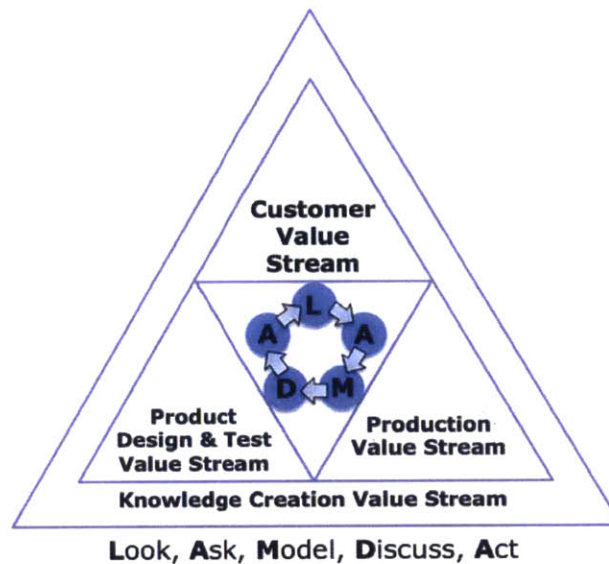 Customer
Value
Stream
L
A
A
D
M
Product
Design & Test
Value Stream
Production
Value Stream
Knowledge Creation Value Stream
Look, Ask, Model, Discuss, Act